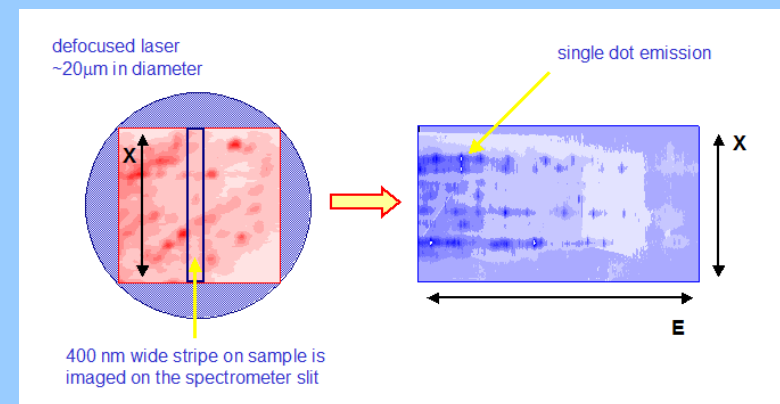 defocused laser
~20µm in diameter
single dot emission
X
X
E
400 nm wide stripe on sample is
imaged on the spectrometer slit